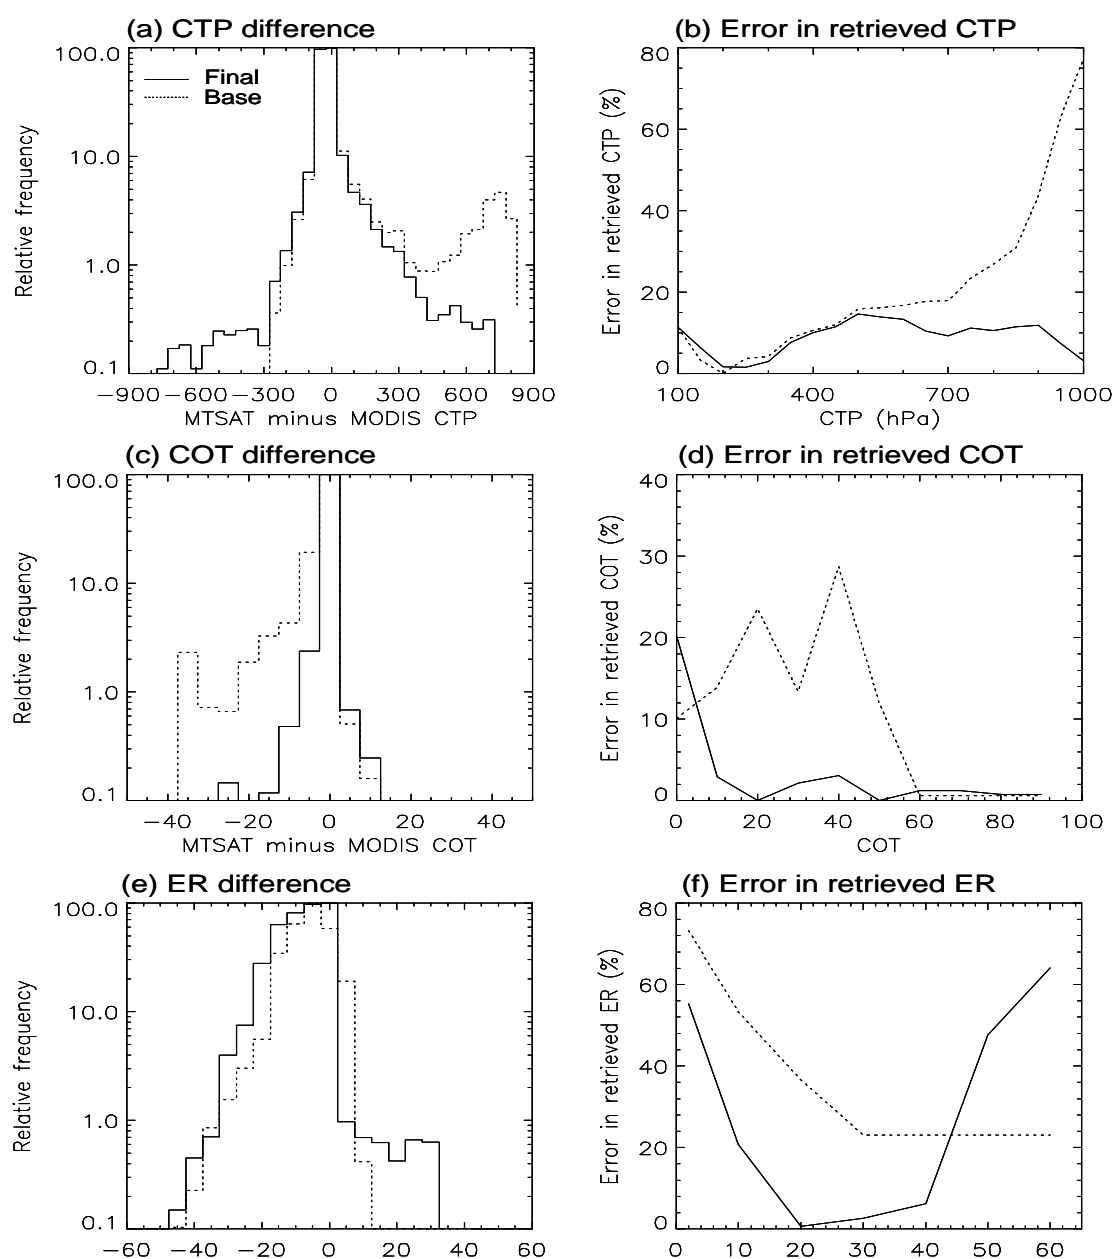 (a) CTP difference
100.0
10.0
1.0
0.1
Relative frequency
Final
Base
−900 −600 −300 0 300 600 900
MTSAT minus MODIS CTP
(b) Error in retrieved CTP
80
60
40
20
0
Error in retrieved CTP (%)
100 400 700 1000
CTP (hPa)
(c) COT difference
100.0
10.0
1.0
0.1
Relative frequency
−40 −20 0 20 40
MTSAT minus MODIS COT
(d) Error in retrieved COT
40
30
20
10
0
Error in retrieved COT (%)
0 20 40 60 80 100
COT
(e) ER difference
100.0
10.0
1.0
0.1
Relative frequency
−60 −40 −20 0 20 40 60
(f) Error in retrieved ER
80
60
40
20
0
Error in retrieved ER (%)
0 10 20 30 40 50 60